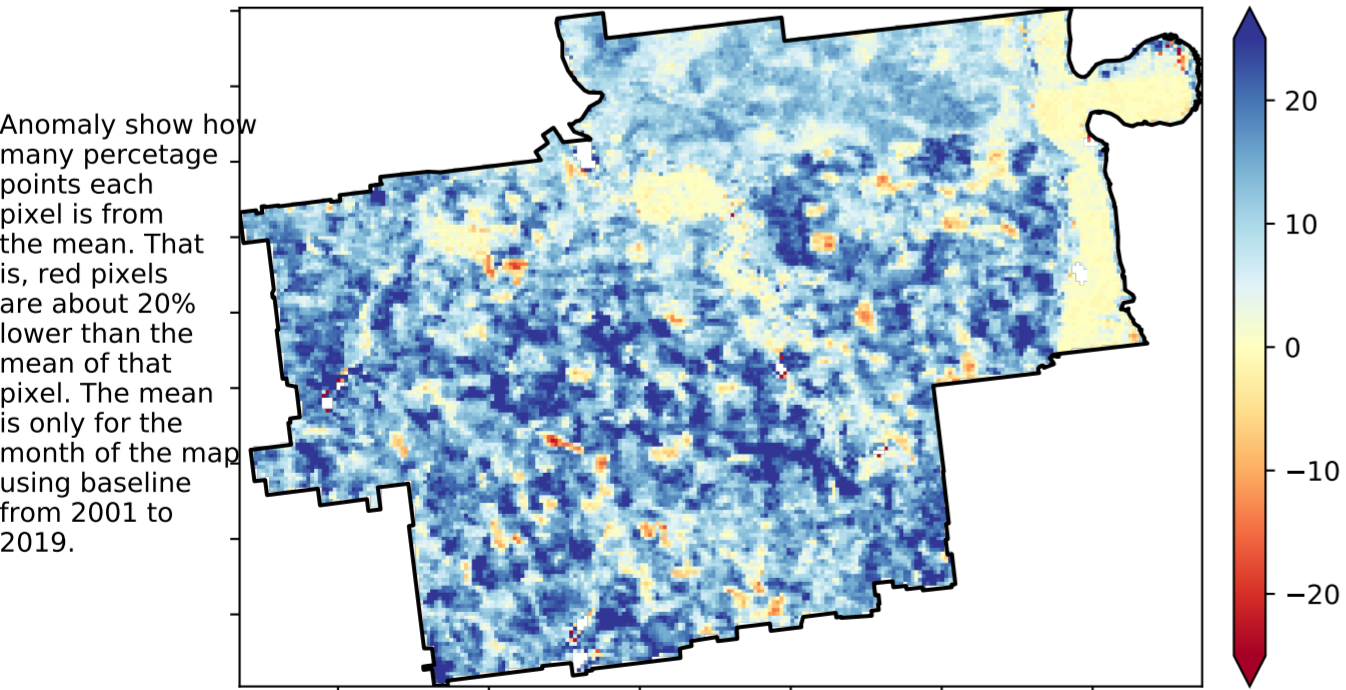 Anomaly show how
many percetage
points each
pixel is from
the mean. That
is, red pixels
are about 20%
lower than the
mean of that
pixel. The mean
is only for the
month of the map
using baseline
from 2001 to
2019.
20
10
0
−10
−20